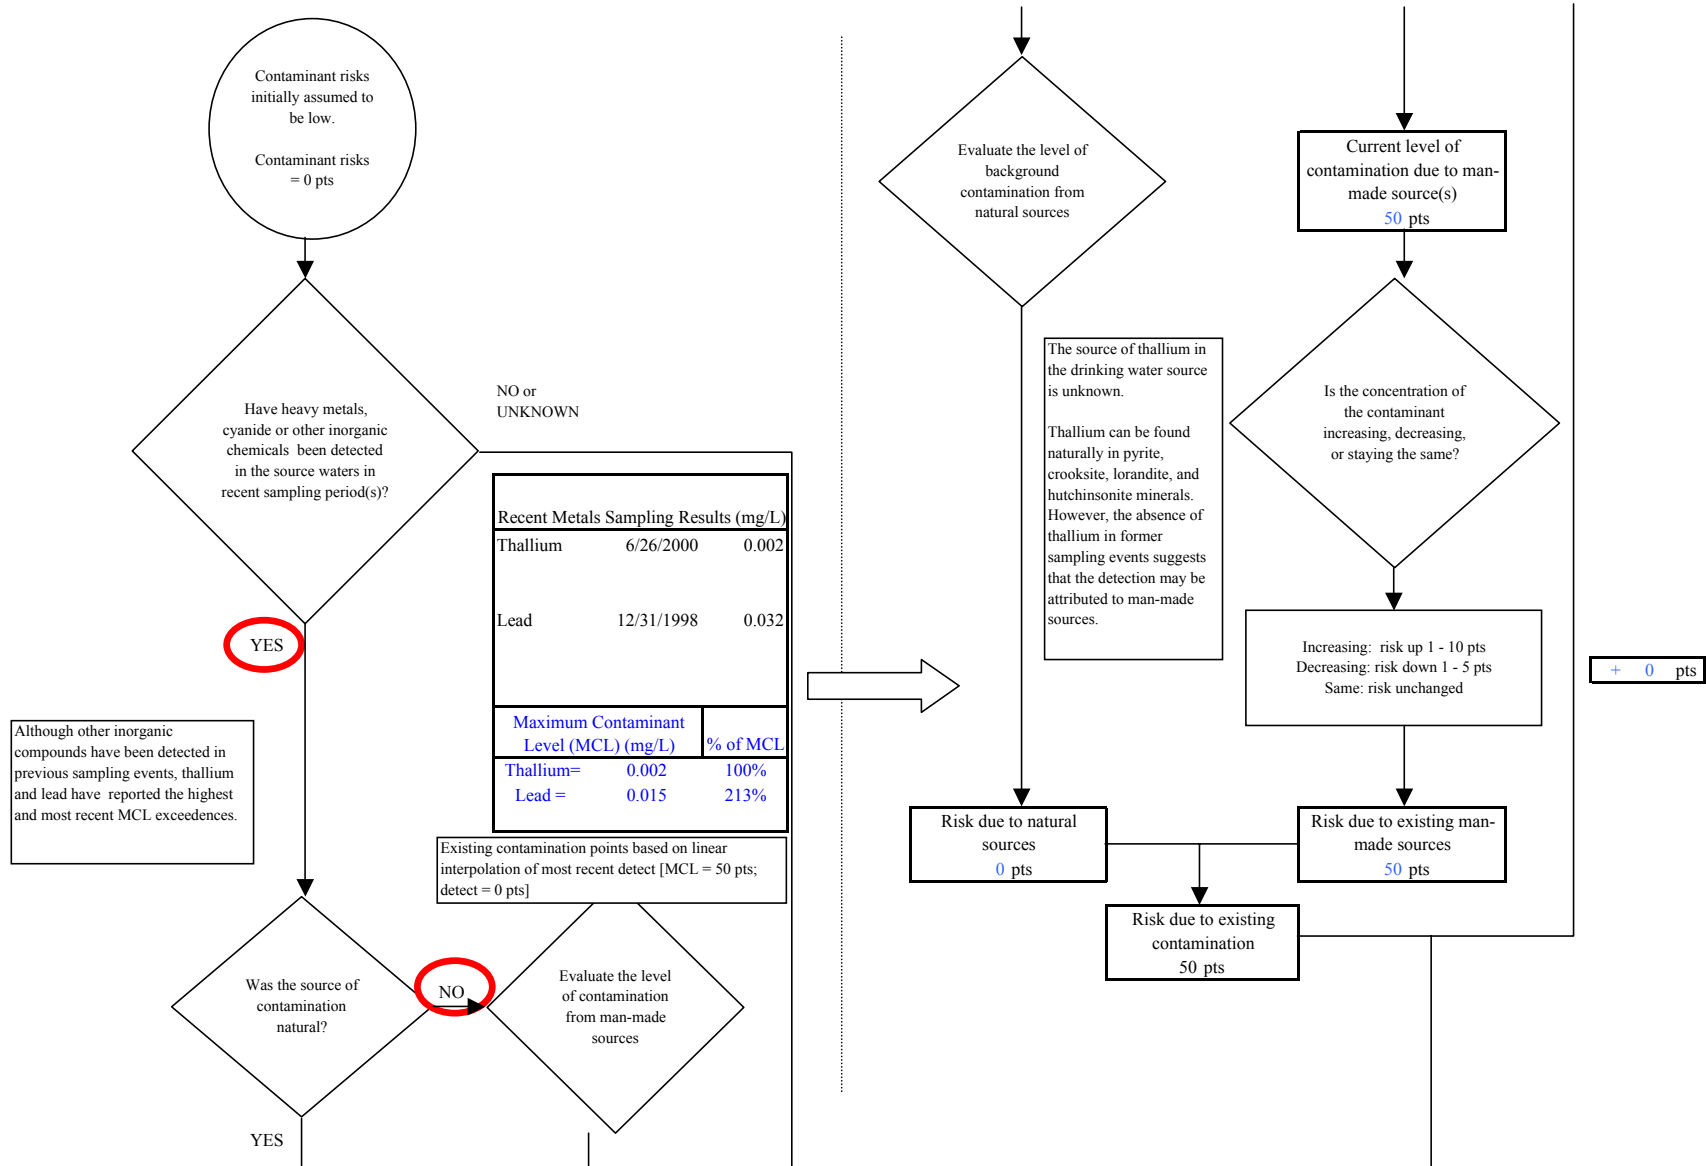 Contaminant risks
initially assumed to
be low.
Contaminant risks
= 0 pts
Have heavy metals,
cyanide or other inorganic
chemicals been detected
in the source waters in
recent sampling period(s)?
NO or
UNKNOWN
YES
Recent Metals Sampling Results (mg/L)
Thallium 6/26/2000 0.002
Lead 12/31/1998 0.032
Maximum Contaminant
Level (MCL) (mg/L) % of MCL
Thallium= 0.002 100%
Lead = 0.015 213%
Although other inorganic
compounds have been detected in
previous sampling events, thallium
and lead have reported the highest
and most recent MCL exceedences.
Existing contamination points based on linear
interpolation of most recent detect [MCL = 50 pts;
detect = 0 pts]
Was the source of
contamination
natural?
NO
Evaluate the level
of contamination
from man-made
sources
YES
Evaluate the level of
background
contamination from
natural sources
Current level of
contamination due to man-
made source(s)
50 pts
The source of thallium in
the drinking water source
is unknown.
Thallium can be found
naturally in pyrite,
crooksite, lorandite, and
hutchinsonite minerals.
However, the absence of
thallium in former
sampling events suggests
that the detection may be
attributed to man-made
sources.
Is the concentration of
the contaminant
increasing, decreasing,
or staying the same?
Increasing: risk up 1 - 10 pts
Decreasing: risk down 1 - 5 pts
Same: risk unchanged
+ 0 pts
Risk due to natural
sources
0 pts
Risk due to existing man-
made sources
50 pts
Risk due to existing
contamination
50 pts